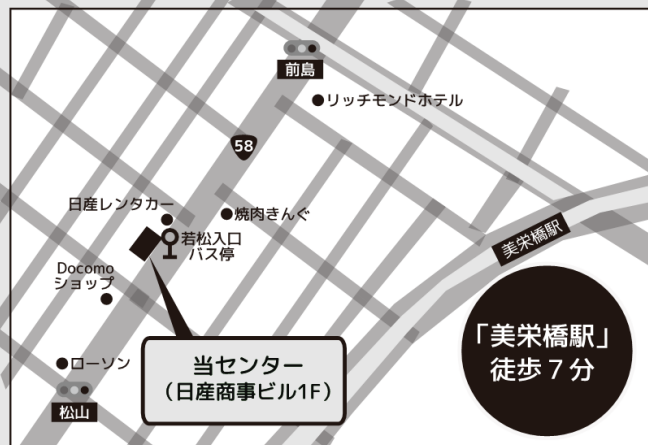 前島
リッチモンドホテル
58
日産レンタカー
焼肉きんぐ
若松入口
バス停
美栄橋駅
Docomo
ショップ
ローソン
松山
当センター
(日産商事ビル1F)
「美栄橋駅」
徒歩7分